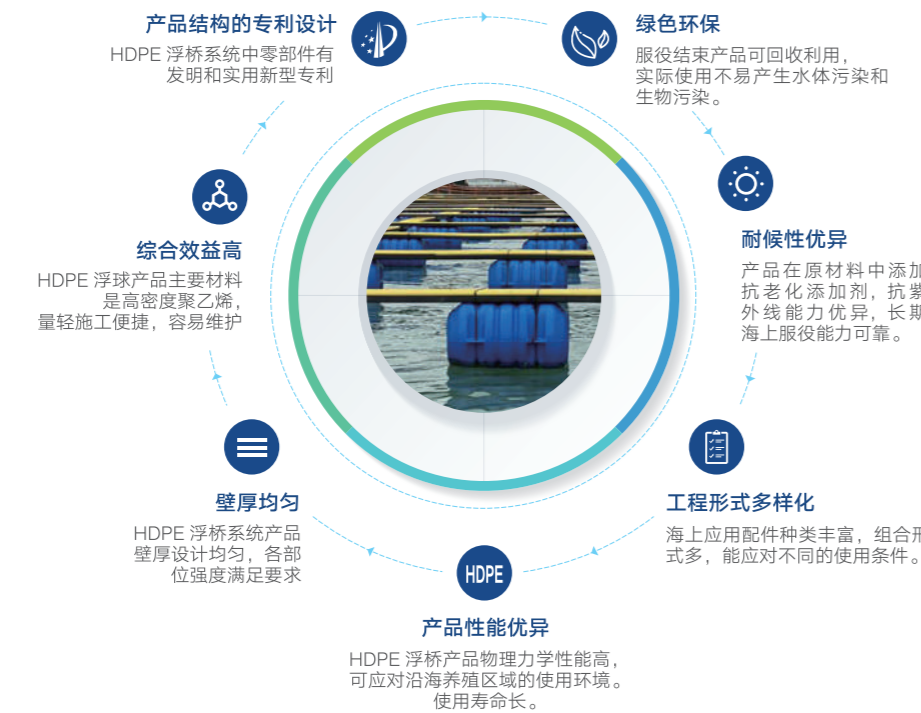 产品结构的专利设计
HDPE 浮桥系统中零部件有
发明和实用新型专利
绿色环保
服役结束产品可回收利用，
实际使用不易产生水体污染和
生物污染。
耐候性优异
产品在原材料中添加
抗老化添加剂，抗紫
外线能力优异，长期
海上服役能力可靠。
工程形式多样化
海上应用配件种类丰富，组合形
式多，能应对不同的使用条件。
HDPE
产品性能优异
HDPE 浮桥产品物理力学性能高，
可应对沿海养殖区域的使用环境。
使用寿命长。
壁厚均匀
HDPE 浮桥系统产品
壁厚设计均匀，各部
位强度满足要求
综合效益高
HDPE 浮球产品主要材料
是高密度聚乙烯，
量轻施工便捷，容易维护